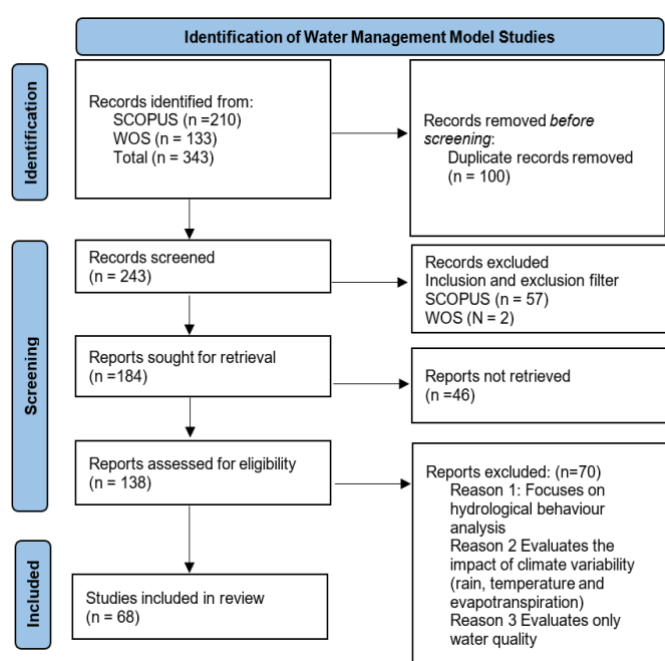 Identification of Water Management Model Studies
Identification
Records identified from:
SCOPUS (n =210)
WOS (n = 133)
Total (n = 343)
Records removed before
screening:
Duplicate records removed
(n = 100)
Screening
Records screened
(n = 243)
Records excluded
Inclusion and exclusion filter
SCOPUS (n = 57)
WOS (N = 2)
Reports sought for retrieval
(n =184)
Reports not retrieved
(n =46)
Reports assessed for eligibility
(n = 138)
Reports excluded: (n=70)
Reason 1: Focuses on
hydrological behaviour
analysis
Reason 2 Evaluates the
impact of climate variability
(rain, temperature and
evapotranspiration)
Reason 3 Evaluates only
water quality
Included
Studies included in review
(n = 68)